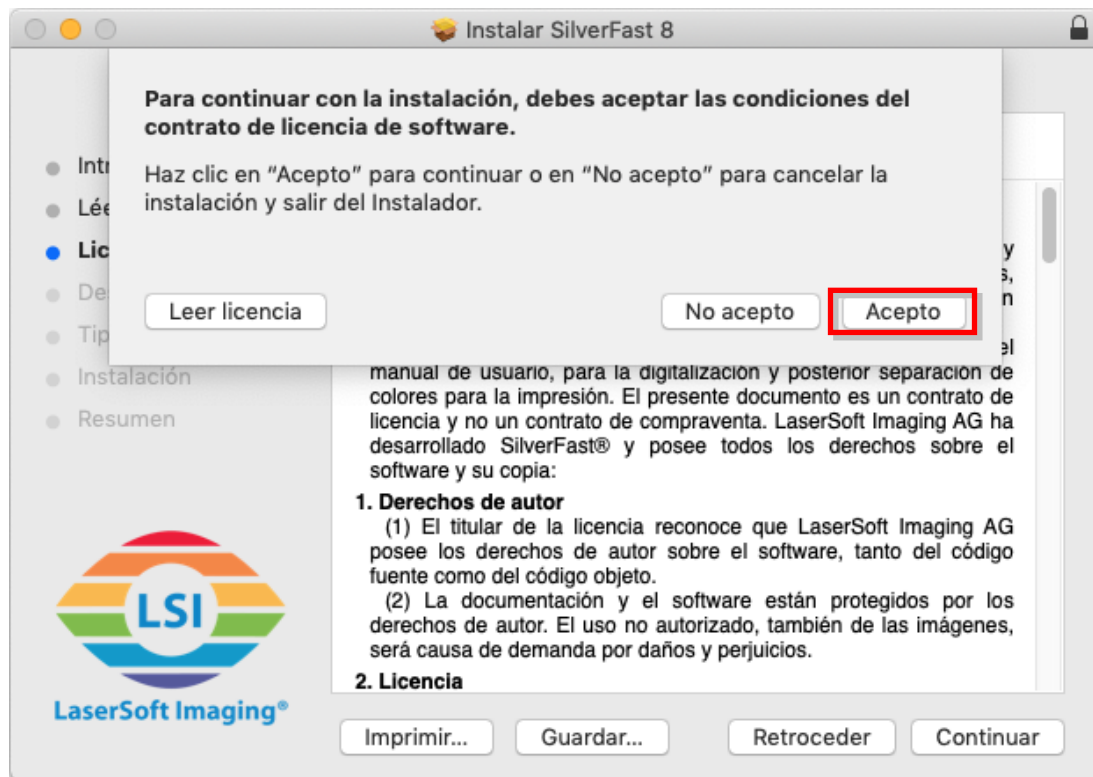 Instalar SilverFast 8
Para continuar con la instalación, debes aceptar las condiciones del
contrato de licencia de software.
Haz clic en “Acepto” para continuar o en “No acepto” para cancelar la
instalación y salir del Instalador.
Leer licencia
No acepto
Acepto
Instalación
Resumen
y
s,
n
el
manual de usuario, para la digitalización y posterior separación de
colores para la impresión. El presente documento es un contrato de
licencia y no un contrato de compraventa. LaserSoft Imaging AG ha
desarrollado SilverFast® y posee todos los derechos sobre el
software y su copia:
1. Derechos de autor
(1) El titular de la licencia reconoce que LaserSoft Imaging AG
posee los derechos de autor sobre el software, tanto del código
fuente como del código objeto.
(2) La documentación y el software están protegidos por los
derechos de autor. El uso no autorizado, también de las imágenes,
será causa de demanda por daños y perjuicios.
2. Licencia
LSI
LaserSoft Imaging®
Imprimir...
Guardar...
Retroceder
Continuar